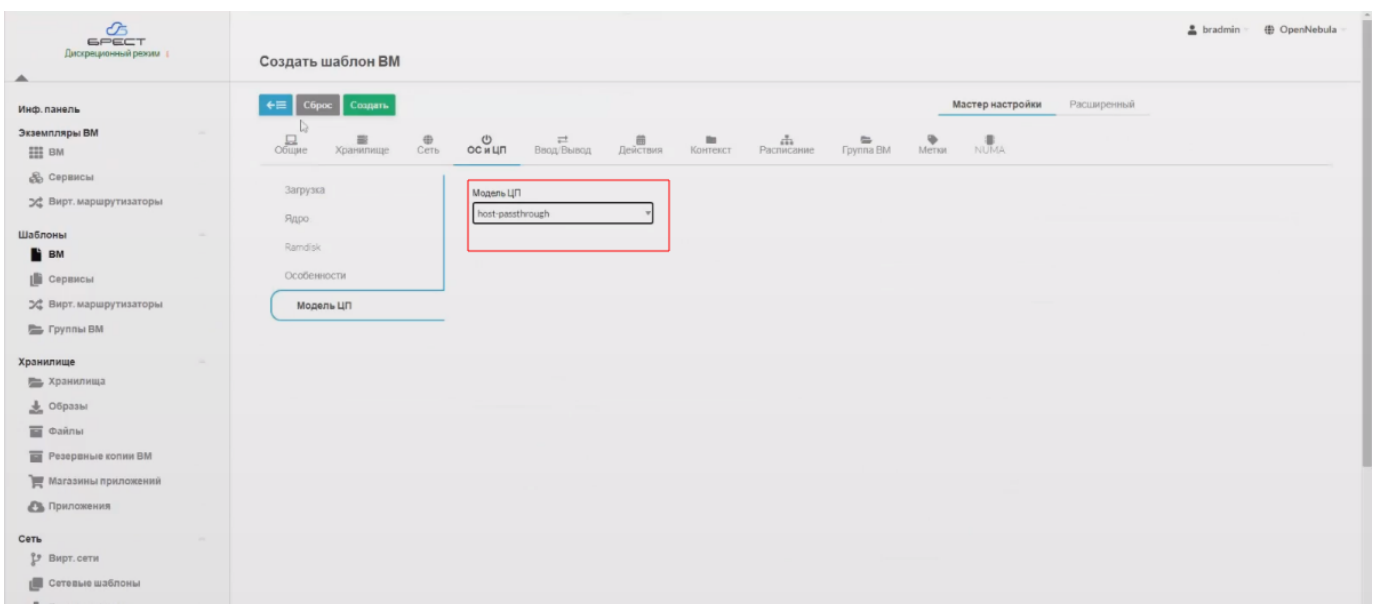 БРЕСТ
Дискреционный режим
bradmin
OpenNebula
Создать шаблон ВМ
Сброс
Создать
Мастер настройки
Расширенный
Общие
Хранилище
Сеть
ОС и ЦП
Ввод/Вывод
Действия
Контекст
Расписание
Группа ВМ
Метки
NUMA
Инф. панель
Экземпляры ВМ
ВМ
Сервисы
Вирт. маршрутизаторы
Шаблоны
ВМ
Сервисы
Вирт. маршрутизаторы
Группы ВМ
Хранилище
Хранилища
Образы
Файлы
Резервные копии ВМ
Магазины приложений
Приложения
Сеть
Вирт. сети
Сетевые шаблоны
Загрузка
Ядро
Ramdisk
Особенности
Модель ЦП
Модель ЦП
host-passthrough